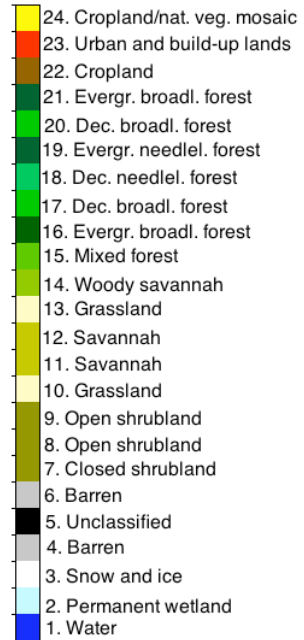 24. Cropland/nat. veg. mosaic
23. Urban and build-up lands
22. Cropland
21. Evergr. broadl. forest
20. Dec. broadl. forest
19. Evergr. needlel. forest
18. Dec. needlel. forest
17. Dec. broadl. forest
16. Evergr. broadl. forest
15. Mixed forest
14. Woody savannah
13. Grassland
12. Savannah
11. Savannah
10. Grassland
9. Open shrubland
8. Open shrubland
7. Closed shrubland
6. Barren
5. Unclassified
4. Barren
3. Snow and ice
2. Permanent wetland
1. Water